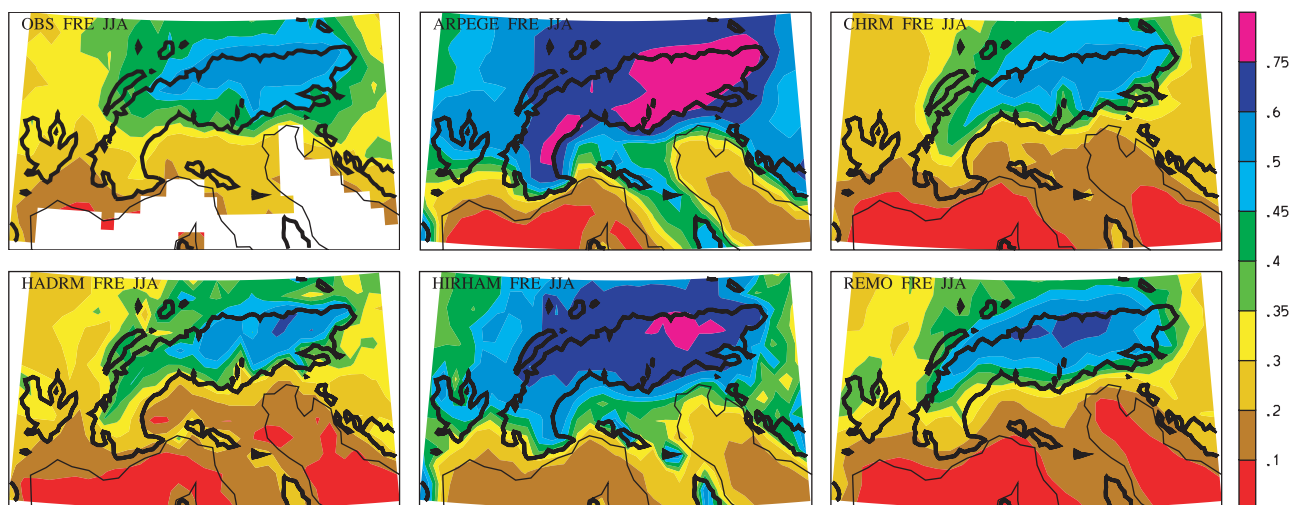 OBS FRE JJA
ARPEGE FRE JJA
CHRM FRE JJA
HADRM FRE JJA
HIRHAM FRE JJA
REMO FRE JJA
.75
.6
.5
.45
.4
.35
.3
.2
.1